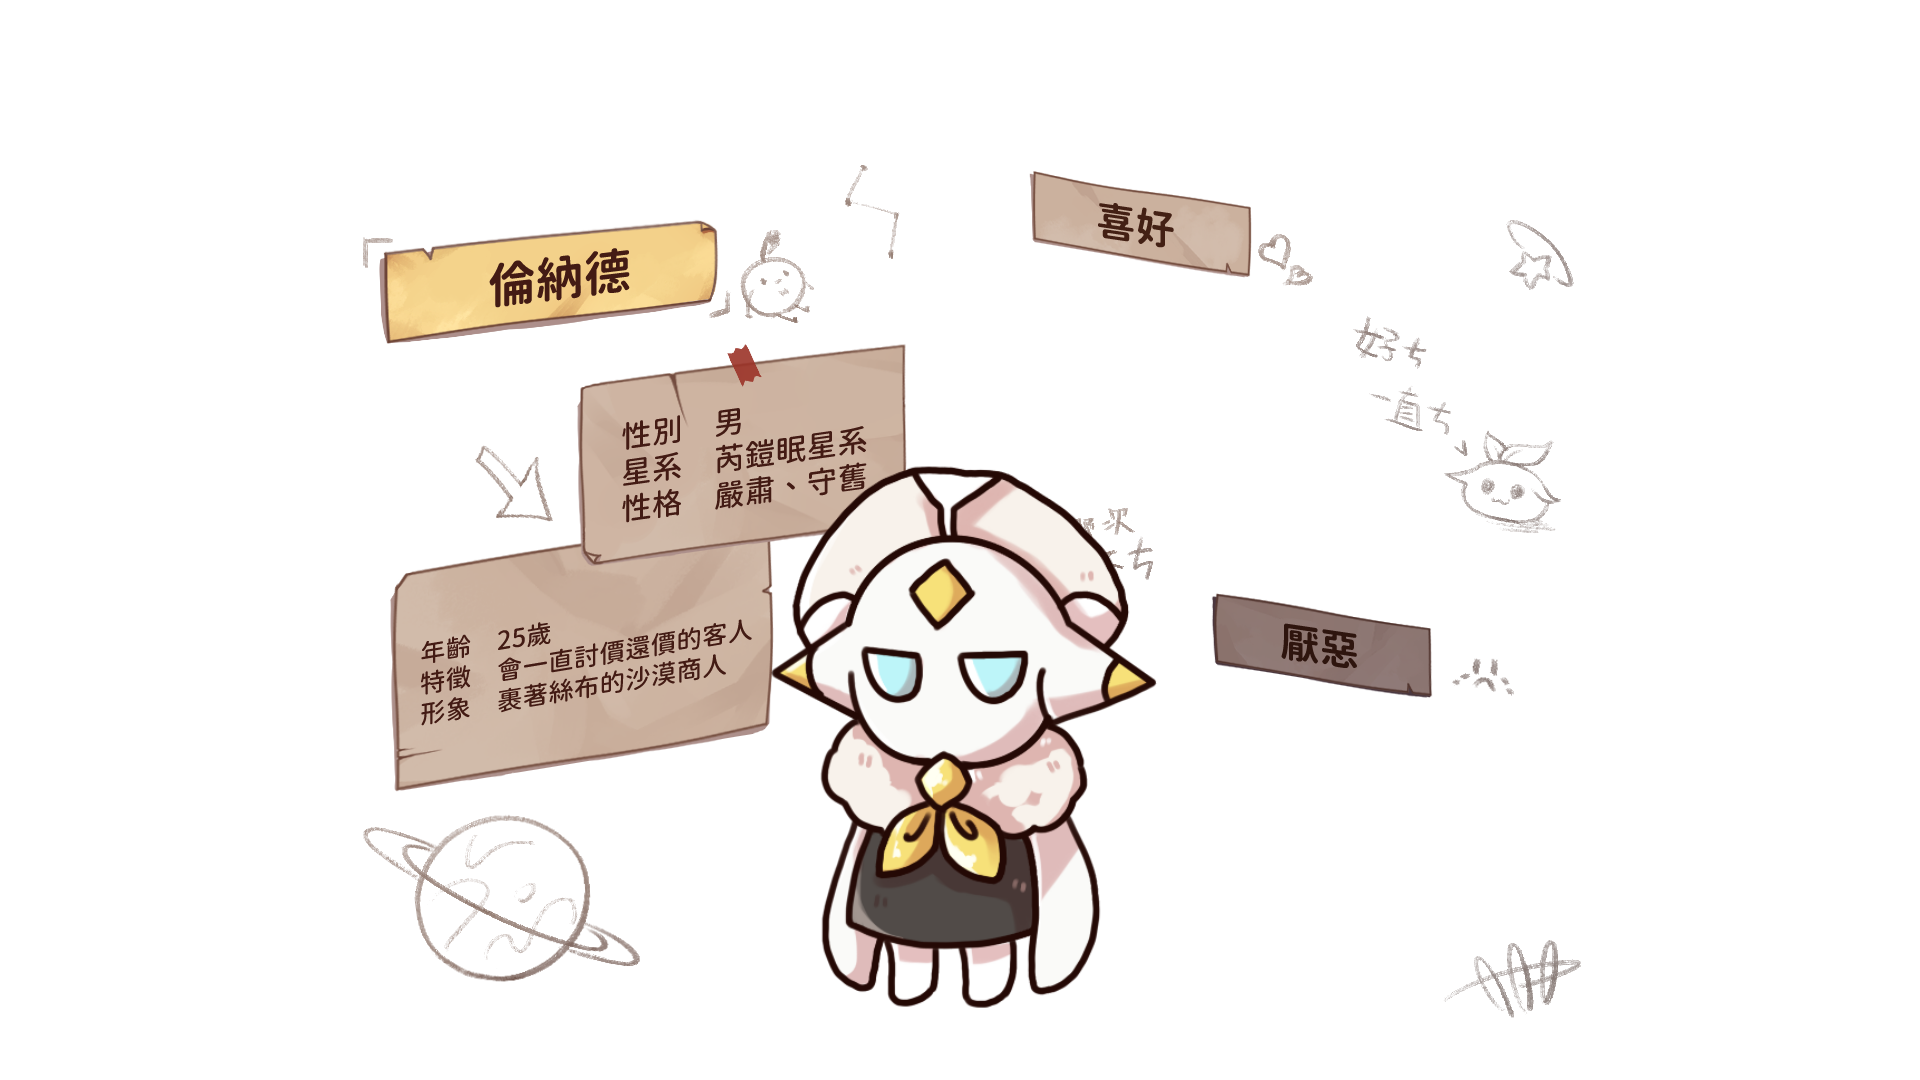 倫納德
性別 男
星系 芮鎧眠星系
性格 嚴肅、守舊
年齡 25歲
特徵 會一直討價還價的客人
形象 裹著絲布的沙漠商人
喜好
好ち
一直ち
厭惡